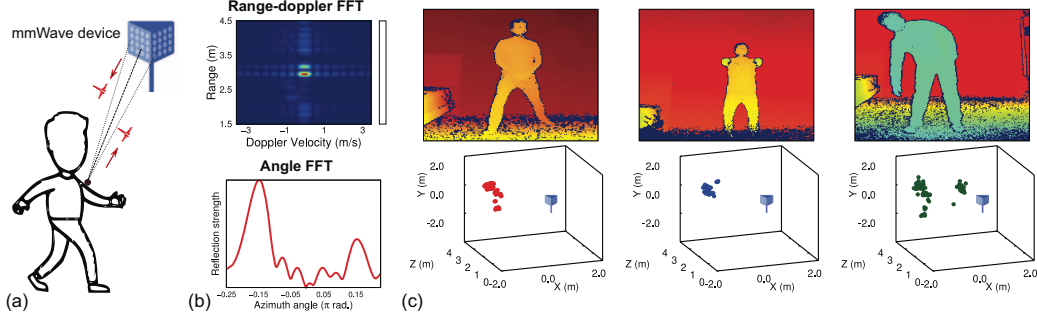 mmWave device
(a)
Range-doppler FFT
Range (m)
4.5
3.5
2.5
1.5
−3
−1
1
3
Doppler Velocity (m/s)
Angle FFT
Reflection strength
-0.25
-0.15
-0.05
0.05
0.15
Azimuth angle (π rad.)
(b)
(c)
Y (m)
2.0
0.0
-2.0
Z (m)
4
3
2
1
0
-2.0
0.0
2.0
X (m)
Y (m)
2.0
0.0
-2.0
Z (m)
4
3
2
1
0
-2.0
0.0
2.0
X (m)
Y (m)
2.0
0.0
-2.0
Z (m)
4
3
2
1
0
-2.0
0.0
2.0
X (m)